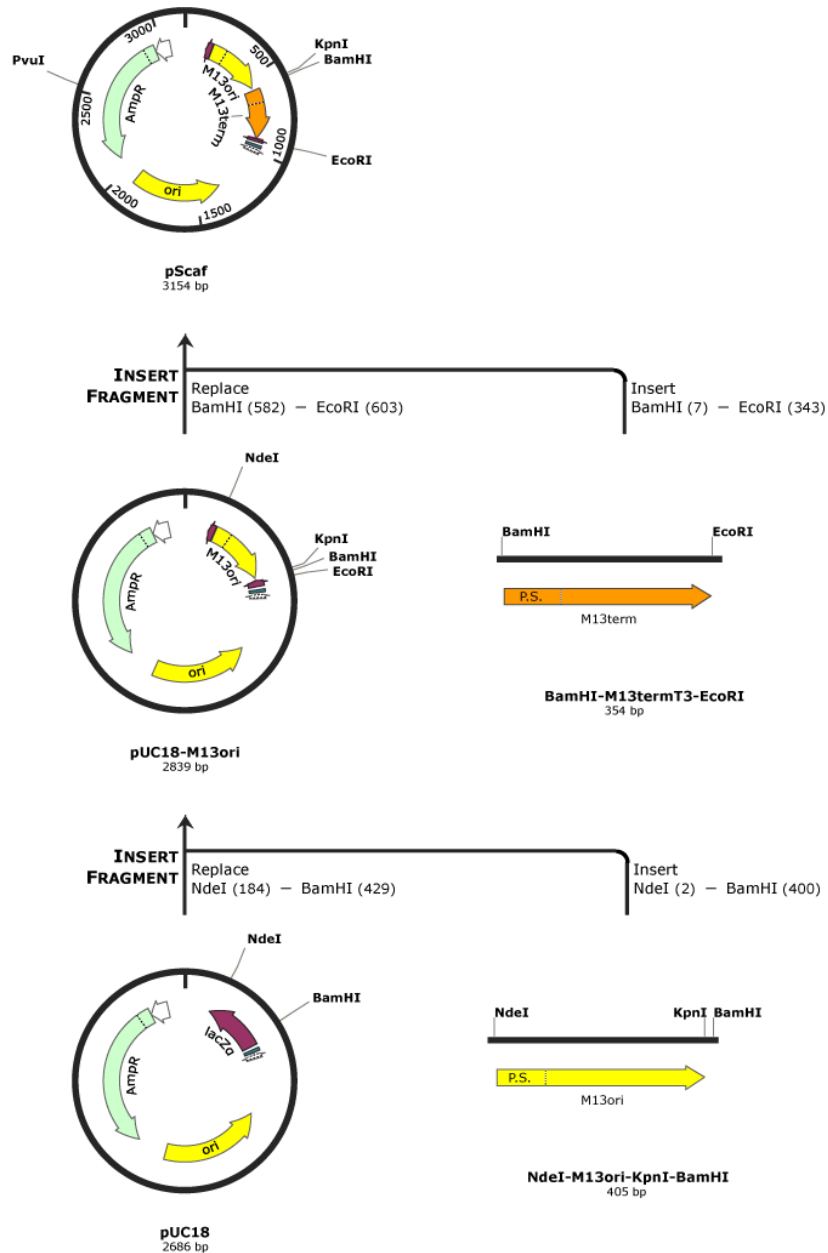 3000
500
KpnI
BamHI
PvuI
2500
AmpR
M13ori
M13term
1000
EcoRI
2000
ori
1500
pScaf
3154 bp
INSERT
FRAGMENT
Replace
BamHI (582) – EcoRI (603)
Insert
BamHI (7) – EcoRI (343)
NdeI
KpnI
BamHI
EcoRI
AmpR
M13ori
ori
pUC18-M13ori
2839 bp
BamHI
EcoRI
P.S.
M13term
BamHI-M13termT3-EcoRI
354 bp
INSERT
FRAGMENT
Replace
NdeI (184) – BamHI (429)
Insert
NdeI (2) – BamHI (400)
NdeI
BamHI
AmpR
lacZα
ori
pUC18
2686 bp
NdeI
KpnI
BamHI
P.S.
M13ori
NdeI-M13ori-KpnI-BamHI
405 bp